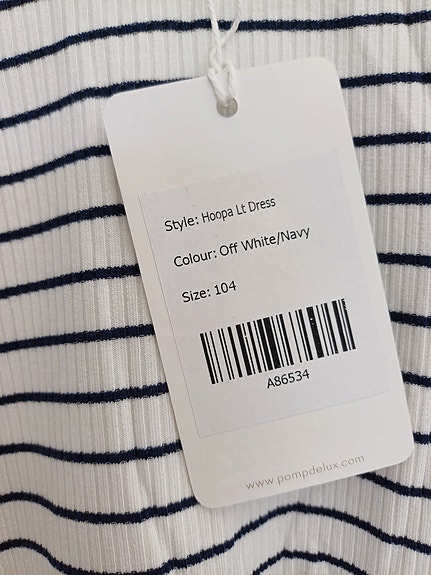 Style: Hoopa Lt Dress
Colour: Off White/Navy
Size: 104
A86534
www.pompdelux.com